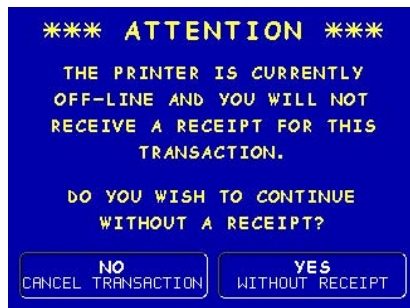 *** ATTENTION ***
THE PRINTER IS CURRENTLY
OFF-LINE AND YOU WILL NOT
RECEIVE A RECEIPT FOR THIS
TRANSACTION.
DO YOU WISH TO CONTINUE
WITHOUT A RECEIPT?
NO
CANCEL TRANSACTION
YES
WITHOUT RECEIPT